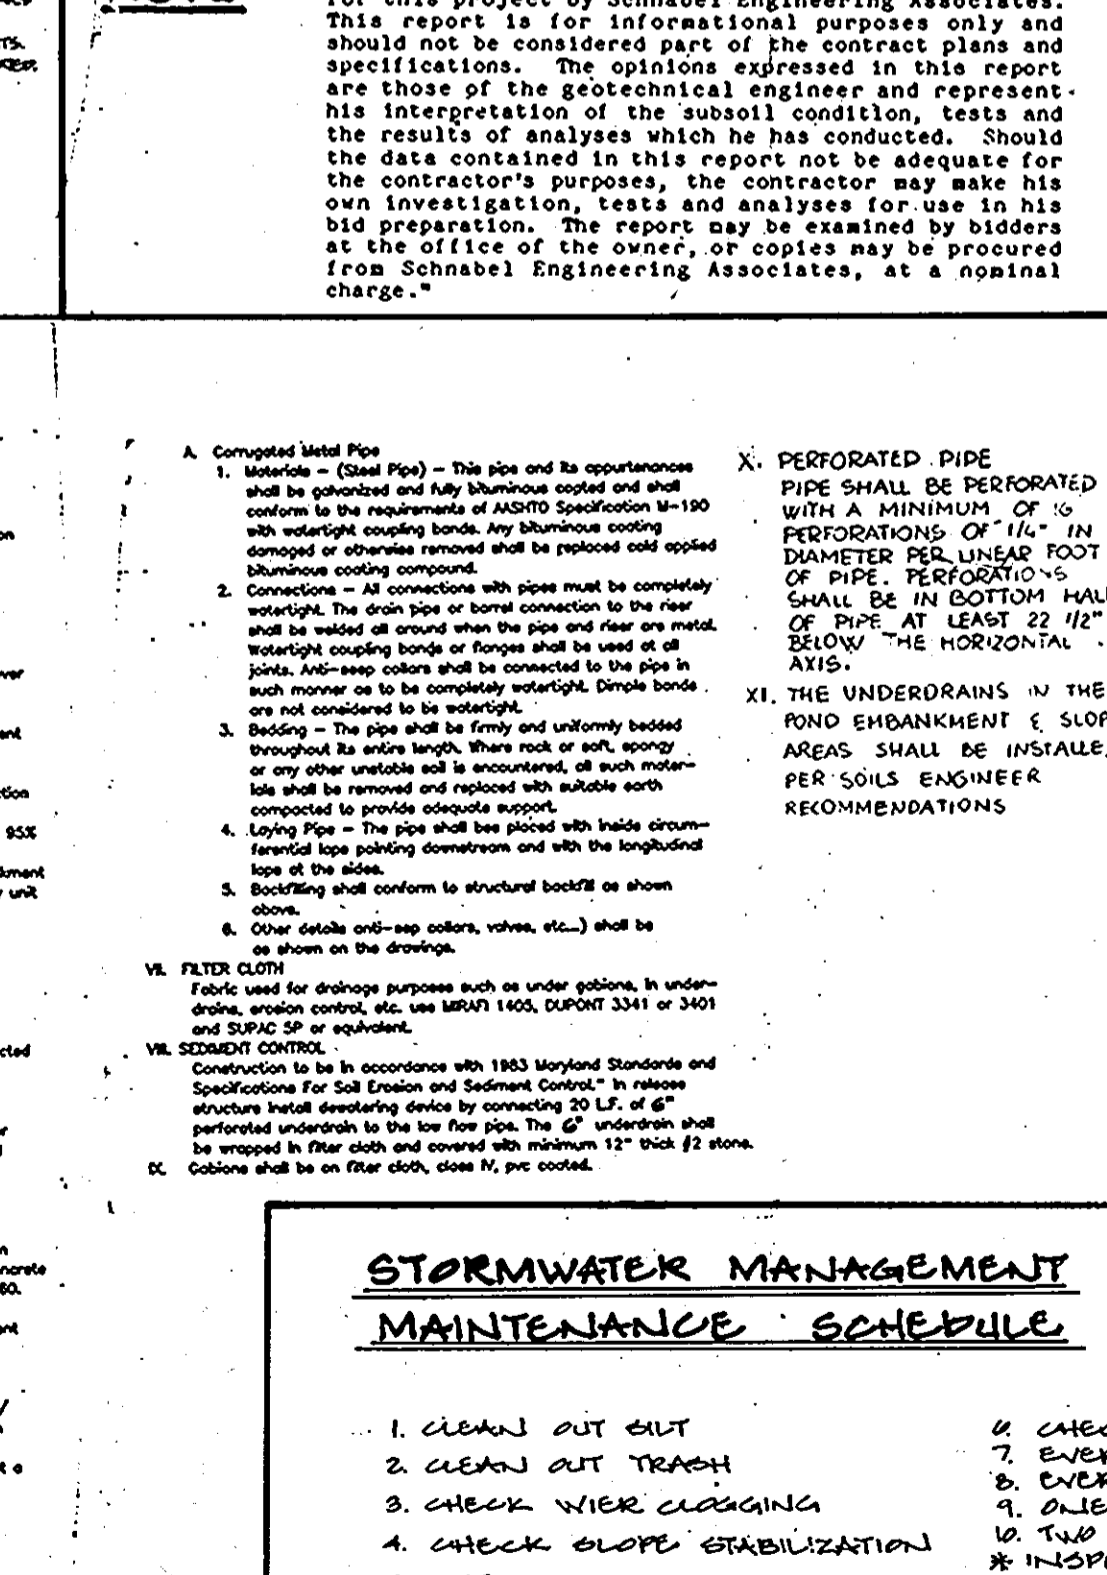 for this project by Schnabel Engineering Associates.
This report is for informational purposes only and
should not be considered part of the contract plans and
specifications. The opinions expressed in this report
are those of the geotechnical engineer and represent
his interpretation of the subsoil condition, tests and
the results of analyses which he has conducted. Should
the data contained in this report not be adequate for
the contractor's purposes, the contractor may make his
own investigation, tests and analyses for use in his
bid preparation. The report may be examined by bidders
at the office of the owner, or copies may be procured
from Schnabel Engineering Associates, at a nominal
charge."
A. Corrugated Metal Pipe
1. Materials - (Steel Pipe) - This pipe and its appurtenances
shall be galvanized and fully bituminous coated and shall
conform to the requirements of AASHTO Specification M-190
with watertight coupling bands. Any bituminous coating
damaged or otherwise removed shall be replaced cold applied
bituminous coating compound.
2. Connections - All connections with pipes must be completely
watertight. The drain pipe or barrel connection to the riser
shall be welded all around when the pipe and riser are metal.
Watertight coupling bands or flanges shall be used at all
joints. Anti-seep collars shall be connected to the pipe in
such manner as to be completely watertight. Dimple bands
are not considered to be watertight.
3. Bedding - The pipe shall be firmly and uniformly bedded
throughout its entire length. Where rock or soft, spongy
or any other unstable soil is encountered, all such mater-
ials shall be removed and replaced with suitable earth
compacted to provide adequate support.
4. Laying Pipe - The pipe shall bee placed with inside circum-
ferential laps pointing downstream and with the longitudinal
laps at the sides.
5. Backfilling shall conform to structural backfill as shown
above.
6. Other details anti-sep collars, valves, etc...) shall be
as shown on the drawings.
VII. FILTER CLOTH
Fabric used for drainage purposes such as under gabions, in under-
drains, erosion control, etc. use MIRAFI 140S, DUPONT 3341 or 3401
and SUPAC 5P or equivalent.
VIII. SEDIMENT CONTROL
Construction to be in accordance with 1983 Maryland Standards and
Specifications For Soil Erosion and Sediment Control." In release
structure install dewatering device by connecting 20 L.F. of 6"
perforated underdrain to the low flow pipe. The 6" underdrain shall
be wrapped in filter cloth and covered with minimum 12" thick #2 stone.
IX. Gabions shall be on filter cloth, class IV, pvc coated.
X. PERFORATED PIPE
PIPE SHALL BE PERFORATED
WITH A MINIMUM OF 16
PERFORATIONS OF 1/4" IN
DIAMETER PER LINEAR FOOT
OF PIPE. PERFORATIONS
SHALL BE IN BOTTOM HAL
OF PIPE AT LEAST 22 1/2"
BELOW THE HORIZONTAL
AXIS.
XI. THE UNDERDRAINS IN THE
POND EMBANKMENT & SLOP
AREAS SHALL BE INSTALLE
PER SOILS ENGINEER
RECOMMENDATIONS
95%
STORMWATER MANAGEMENT
MAINTENANCE SCHEDULE
1. CLEAN OUT SILT
2. CLEAN OUT TRASH
3. CHECK WIER CLOGGING
4. CHECK SLOPE STABILIZATION
6. CHEC
7. EVER
8. EVER
9. ONE
10. TWO
* INSPE